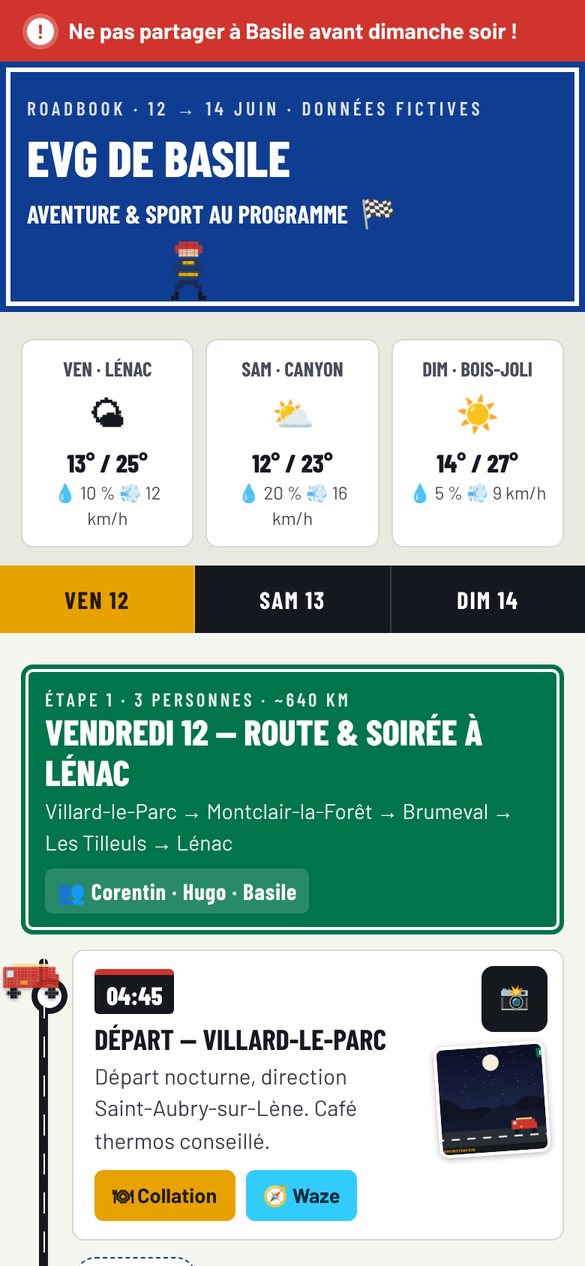 ! Ne pas partager à Basile avant dimanche soir !
ROADBOOK · 12 → 14 JUIN · DONNÉES FICTIVES
EVG DE BASILE
AVENTURE & SPORT AU PROGRAMME
VEN · LÉNAC
13° / 25°
10 % 12
km/h
SAM · CANYON
12° / 23°
20 % 16
km/h
DIM · BOIS-JOLI
14° / 27°
5 % 9 km/h
VEN 12
SAM 13
DIM 14
ÉTAPE 1 · 3 PERSONNES · ~640 KM
VENDREDI 12 — ROUTE & SOIRÉE À
LÉNAC
Villard-le-Parc → Montclair-la-Forêt → Brumeval →
Les Tilleuls → Lénac
Corentin · Hugo · Basile
04:45
DÉPART — VILLARD-LE-PARC
Départ nocturne, direction
Saint-Aubry-sur-Lène. Café
thermos conseillé.
Collation
Waze